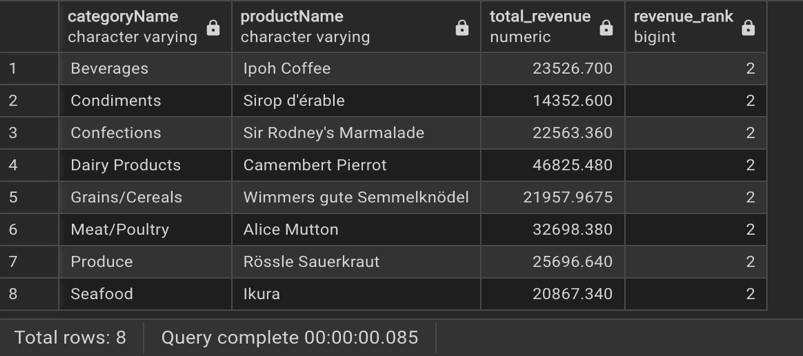 categoryName productName total_revenue revenue_rank
character varying character varying numeric bigint
1 Beverages Ipoh Coffee 23526.700 2
2 Condiments Sirop d'érable 14352.600 2
3 Confections Sir Rodney's Marmalade 22563.360 2
4 Dairy Products Camembert Pierrot 46825.480 2
5 Grains/Cereals Wimmers gute Semmelknödel 21957.9675 2
6 Meat/Poultry Alice Mutton 32698.380 2
7 Produce Rössle Sauerkraut 25696.640 2
8 Seafood Ikura 20867.340 2
Total rows: 8 Query complete 00:00:00.085